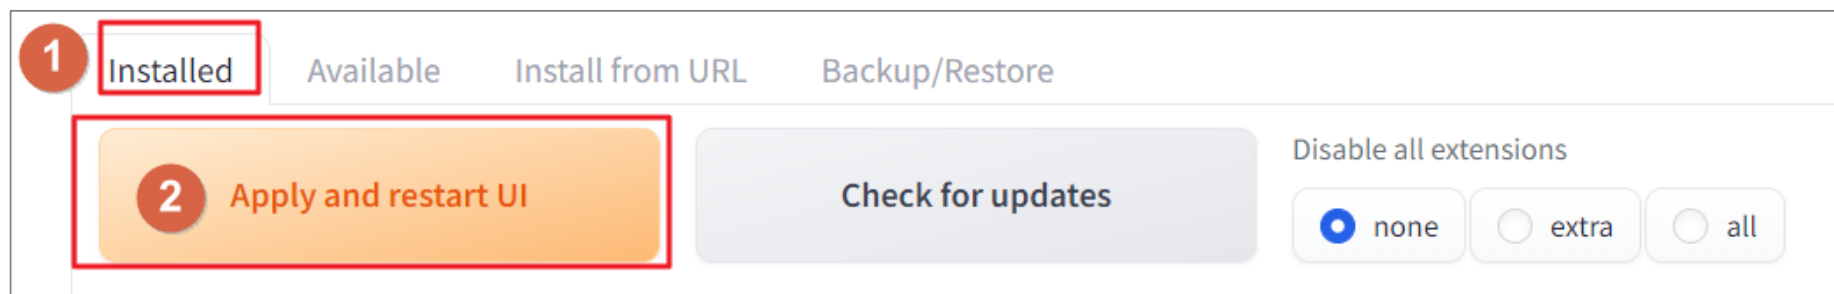 1 Installed Available Install from URL Backup/Restore
Disable all extensions
2 Apply and restart UI Check for updates
none extra all